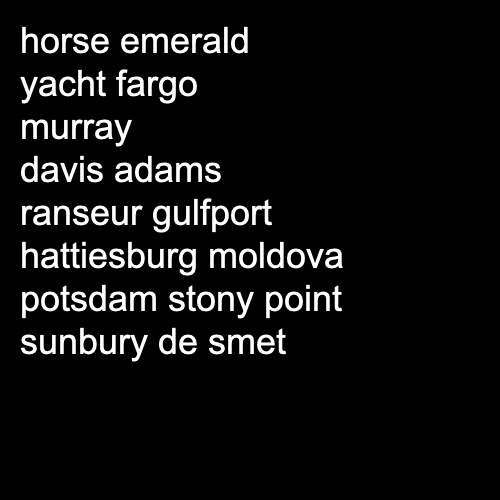 horse emerald
yacht fargo
murray
davis adams
ranseur gulfport
hattiesburg moldova
potsdam stony point
sunbury de smet